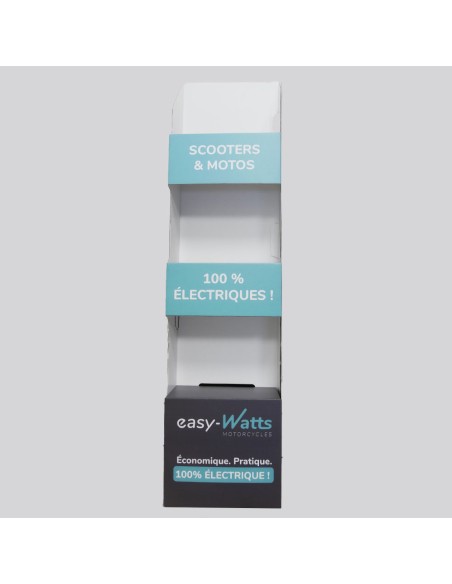 SCOOTERS
& MOTOS
100 %
ÉLECTRIQUES !
easy-Watts
MOTORCYCLES
Économique. Pratique.
100% ÉLECTRIQUE !